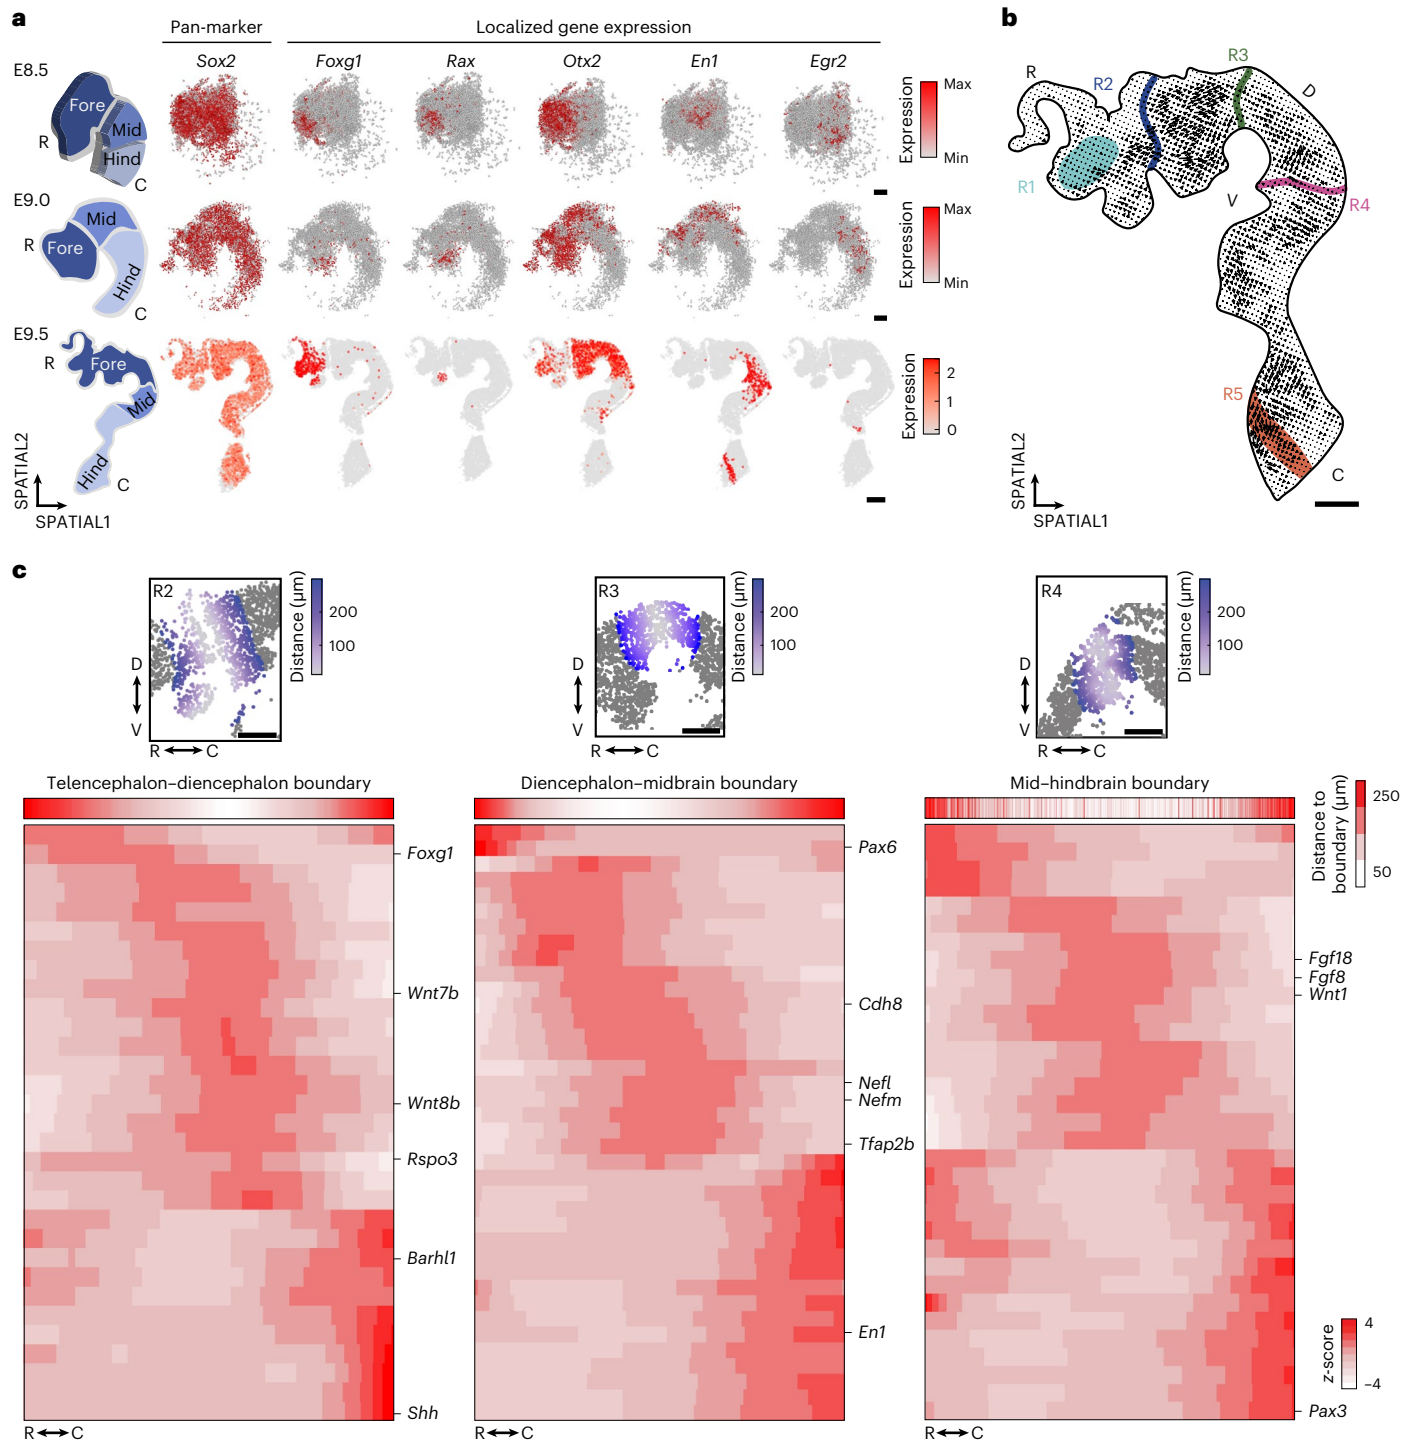 a
Pan-marker
Localized gene expression
Sox2
Foxg1
Rax
Otx2
En1
Egr2
E8.5
Fore
Mid
Hind
R
C
Expression
Max
Min
E9.0
Mid
Fore
Hind
R
C
Expression
Max
Min
E9.5
R
Fore
Mid
Hind
C
Expression
2
1
0
SPATIAL2
SPATIAL1
b
R
R2
R3
D
R1
V
R4
R5
C
SPATIAL2
SPATIAL1
c
R2
Distance (µm)
200
100
D
V
R
C
R3
Distance (µm)
200
100
D
V
R
C
R4
Distance (µm)
200
100
D
V
R
C
Telencephalon–diencephalon boundary
Foxg1
Wnt7b
Wnt8b
Rspo3
Barhl1
Shh
R
C
Diencephalon–midbrain boundary
Pax6
Cdh8
Nefl
Nefm
Tfap2b
En1
R
C
Mid–hindbrain boundary
Fgf18
Fgf8
Wnt1
Pax3
R
C
Distance to
boundary (µm)
250
50
z-score
4
−4